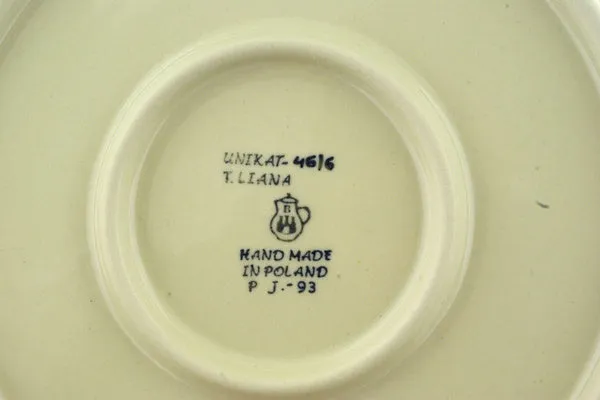 UNIKAT-46/6
T. LIANA
B
HAND MADE
IN POLAND
P J.-93